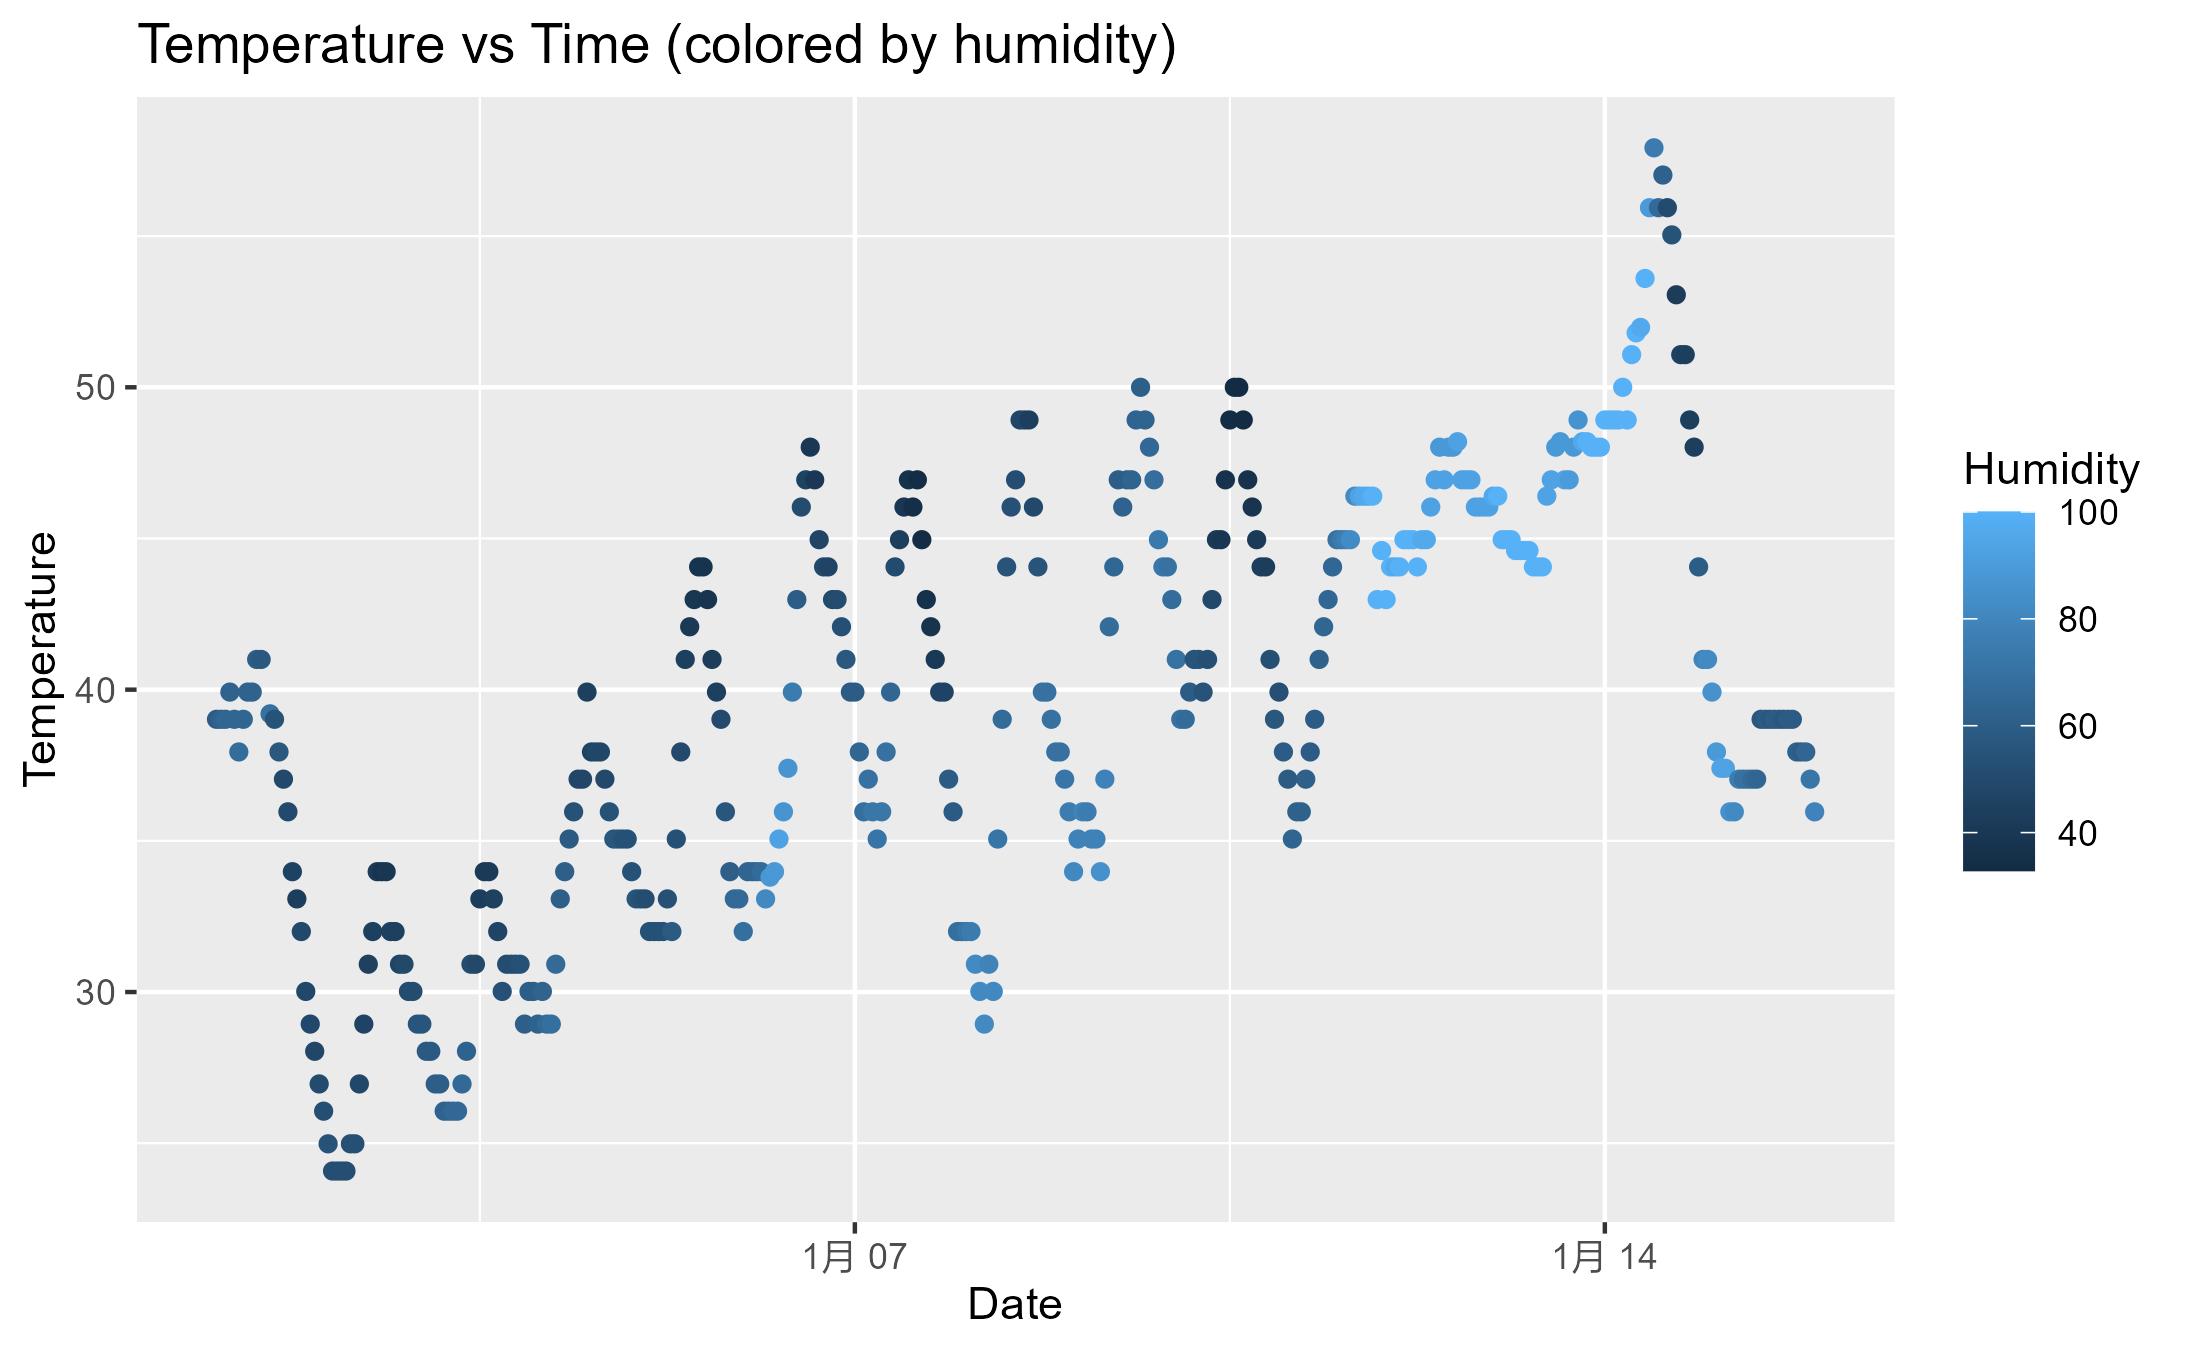 Temperature vs Time (colored by humidity)
Temperature
50
40
30
1月 07
1月 14
Date
Humidity
100
80
60
40